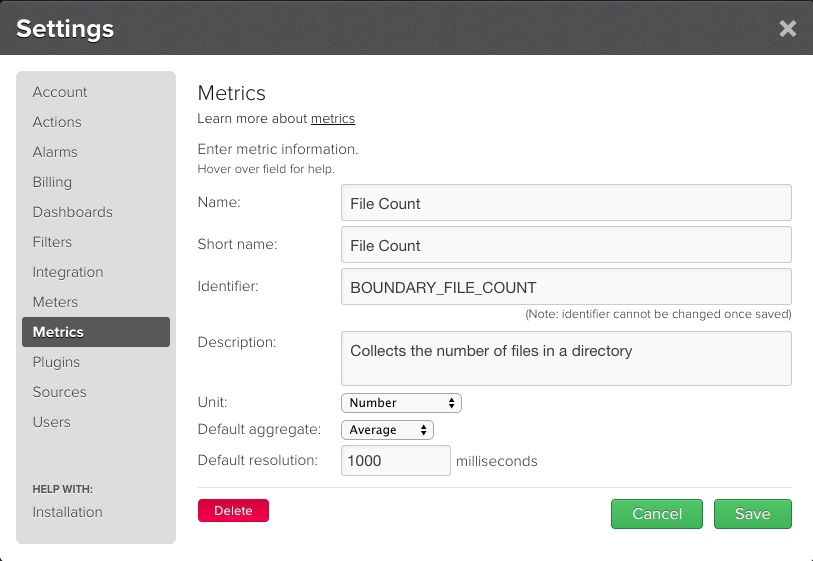 Settings
Account
Actions
Alarms
Billing
Dashboards
Filters
Integration
Meters
Metrics
Plugins
Sources
Users
HELP WITH:
Installation
Metrics
Learn more about metrics
Enter metric information.
Hover over field for help.
Name: File Count
Short name: File Count
Identifier: BOUNDARY_FILE_COUNT
(Note: identifier cannot be changed once saved)
Description: Collects the number of files in a directory
Unit: Number
Default aggregate: Average
Default resolution: 1000 milliseconds
Delete Cancel Save